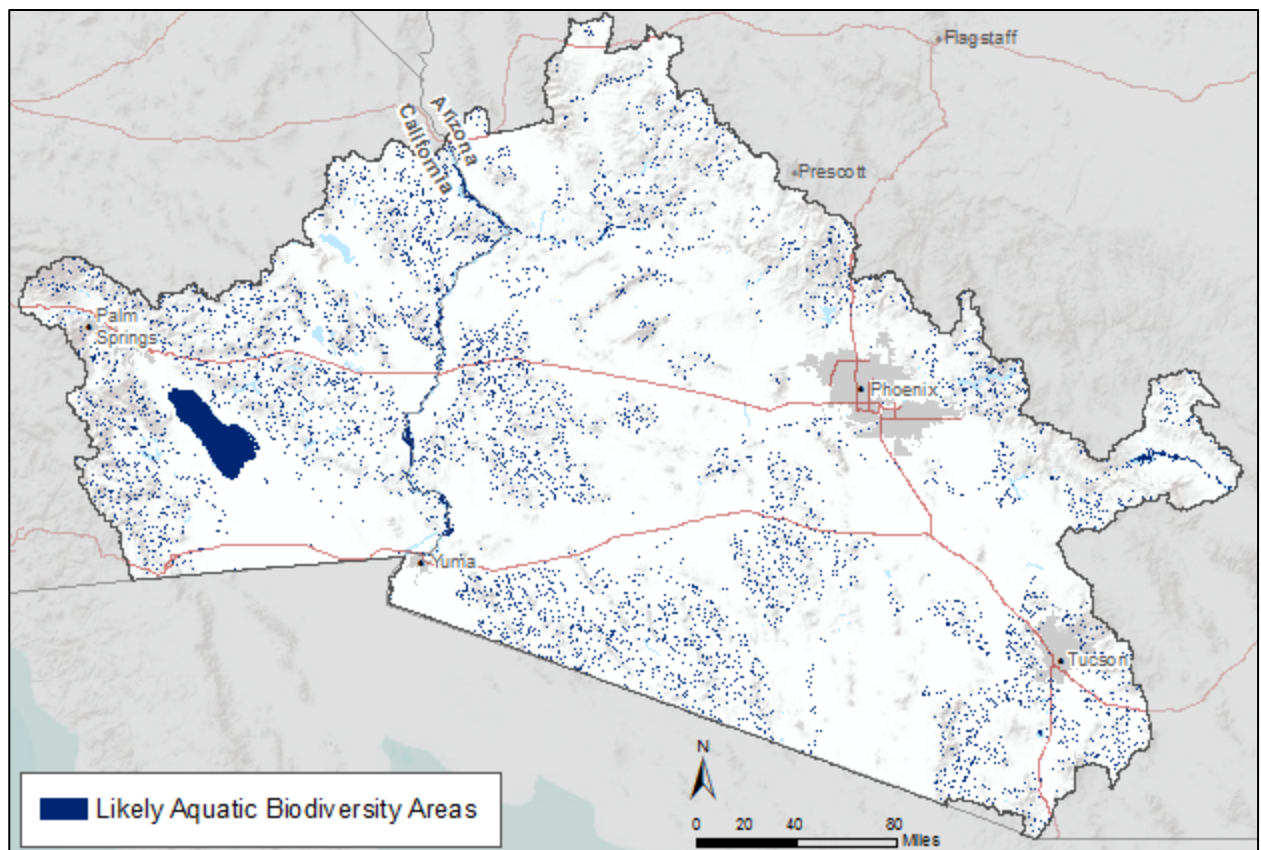 Flagstaff
Arizona
California
Prescott
Palm
Springs
Phoenix
Yuma
Tucson
N
0 20 40 80
Miles
Likely Aquatic Biodiversity Areas